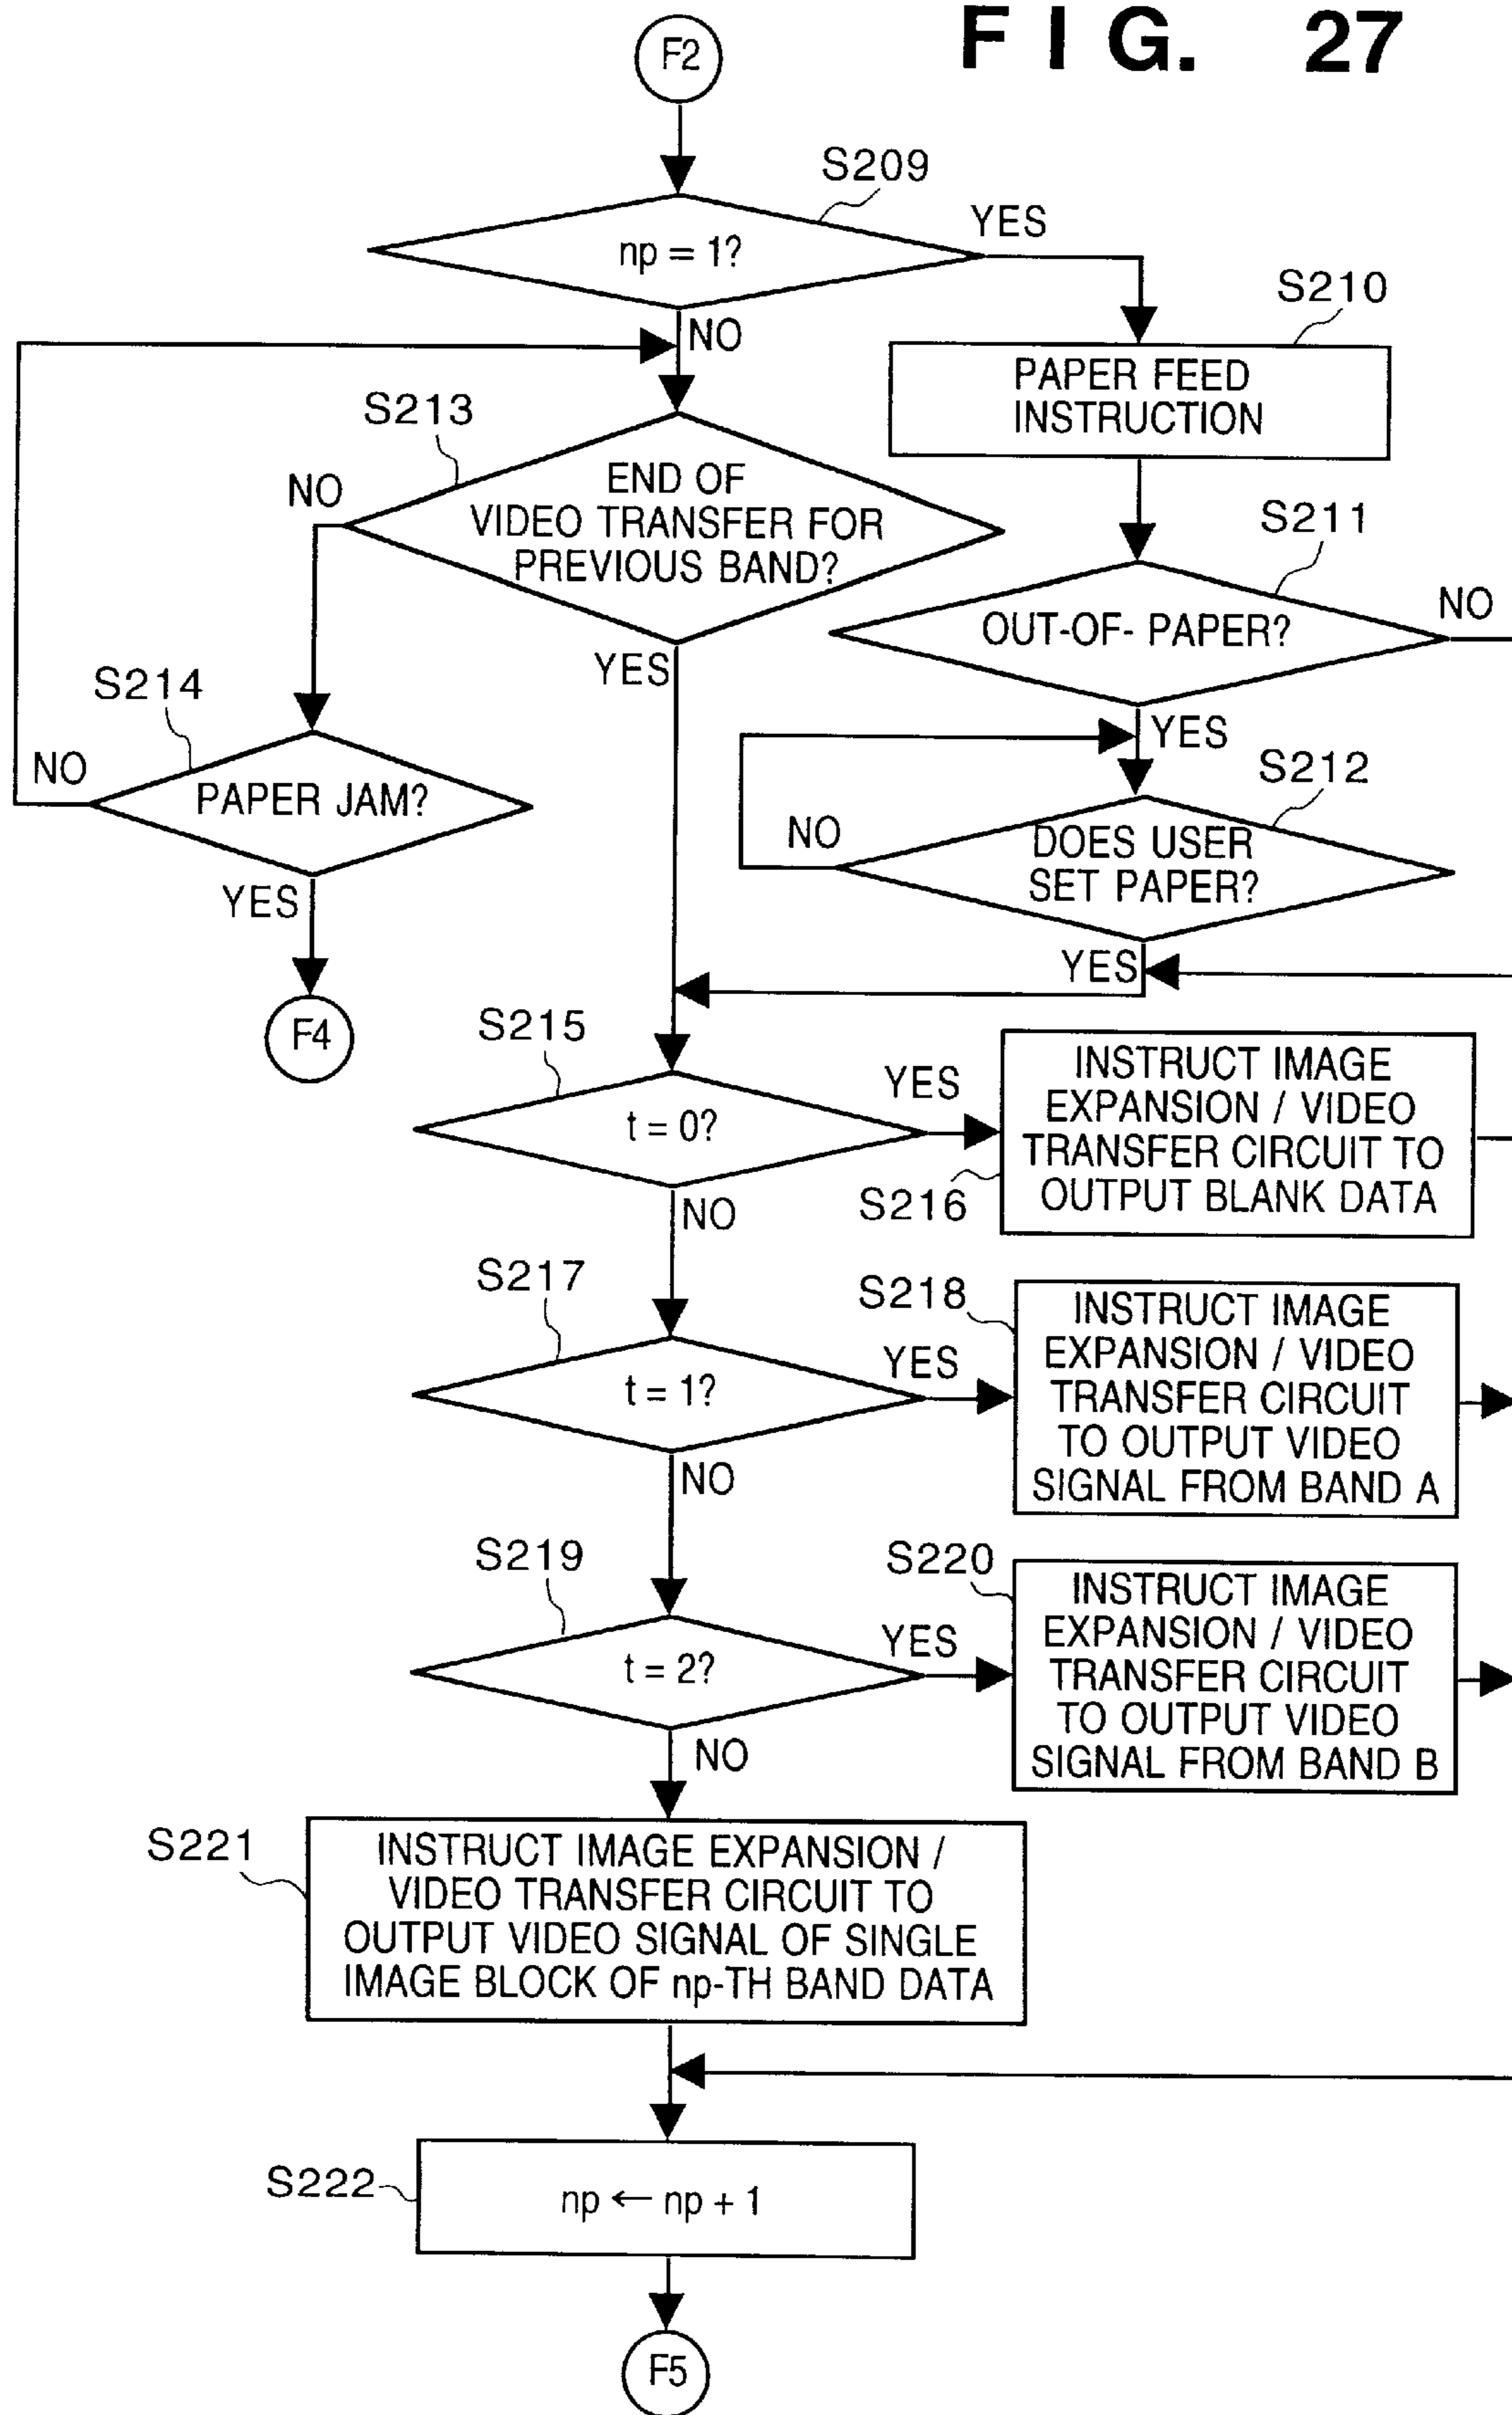 FIG. 27
F2
S209
np = 1?
YES
NO
S210
PAPER FEED
INSTRUCTION
S213
END OF
VIDEO TRANSFER FOR
PREVIOUS BAND?
NO
YES
S211
OUT-OF- PAPER?
NO
YES
S214
PAPER JAM?
NO
YES
F4
S212
DOES USER
SET PAPER?
NO
YES
S215
t = 0?
YES
NO
S216
INSTRUCT IMAGE
EXPANSION / VIDEO
TRANSFER CIRCUIT TO
OUTPUT BLANK DATA
S217
t = 1?
YES
NO
S218
INSTRUCT IMAGE
EXPANSION / VIDEO
TRANSFER CIRCUIT
TO OUTPUT VIDEO
SIGNAL FROM BAND A
S219
t = 2?
YES
NO
S220
INSTRUCT IMAGE
EXPANSION / VIDEO
TRANSFER CIRCUIT
TO OUTPUT VIDEO
SIGNAL FROM BAND B
S221
INSTRUCT IMAGE EXPANSION /
VIDEO TRANSFER CIRCUIT TO
OUTPUT VIDEO SIGNAL OF SINGLE
IMAGE BLOCK OF np-TH BAND DATA
S222
np ← np + 1
F5